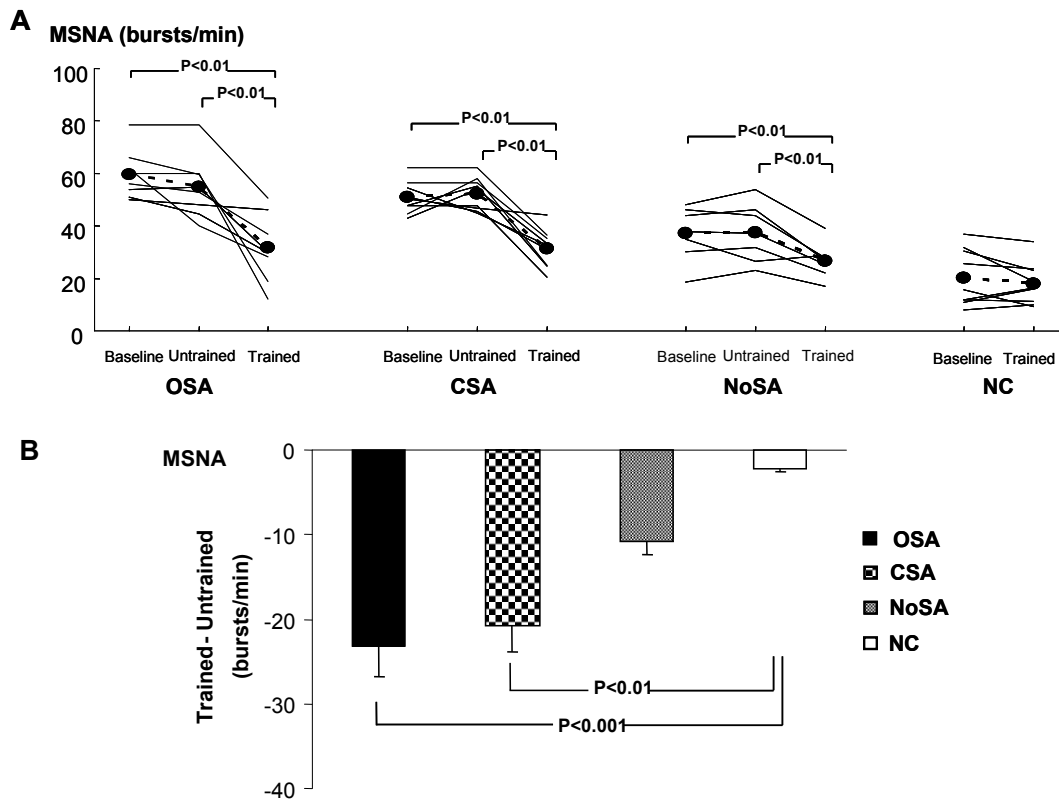 A
MSNA (bursts/min)
100
80
60
40
20
0
P<0.01
P<0.01
P<0.01
P<0.01
P<0.01
P<0.01
Baseline Untrained Trained
OSA
Baseline Untrained Trained
CSA
Baseline Untrained Trained
NoSA
Baseline Trained
NC
B
MSNA
Trained- Untrained
(bursts/min)
0
-10
-20
-30
-40
P<0.01
P<0.001
OSA
CSA
NoSA
NC